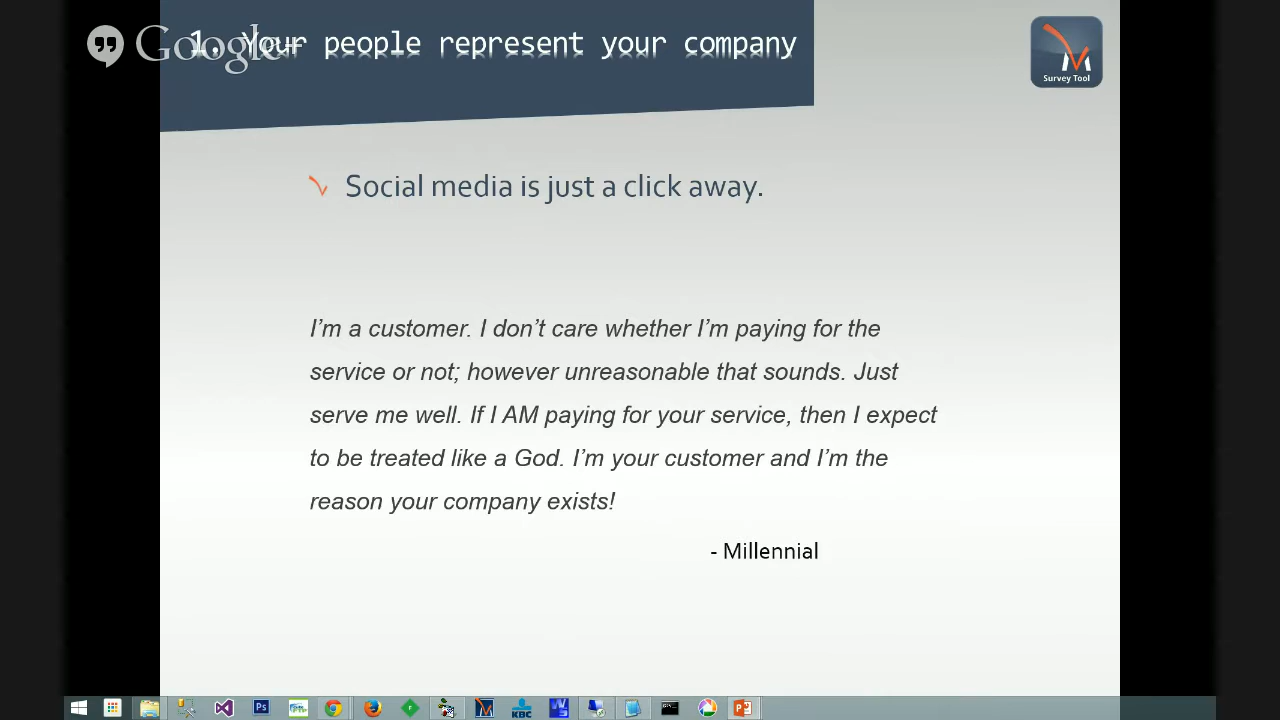 Google+
1. Your people represent your company
Survey Tool
Social media is just a click away.
I'm a customer. I don't care whether I'm paying for the
service or not; however unreasonable that sounds. Just
serve me well. If I AM paying for your service, then I expect
to be treated like a God. I'm your customer and I'm the
reason your company exists!
- Millennial
Ps
KBC